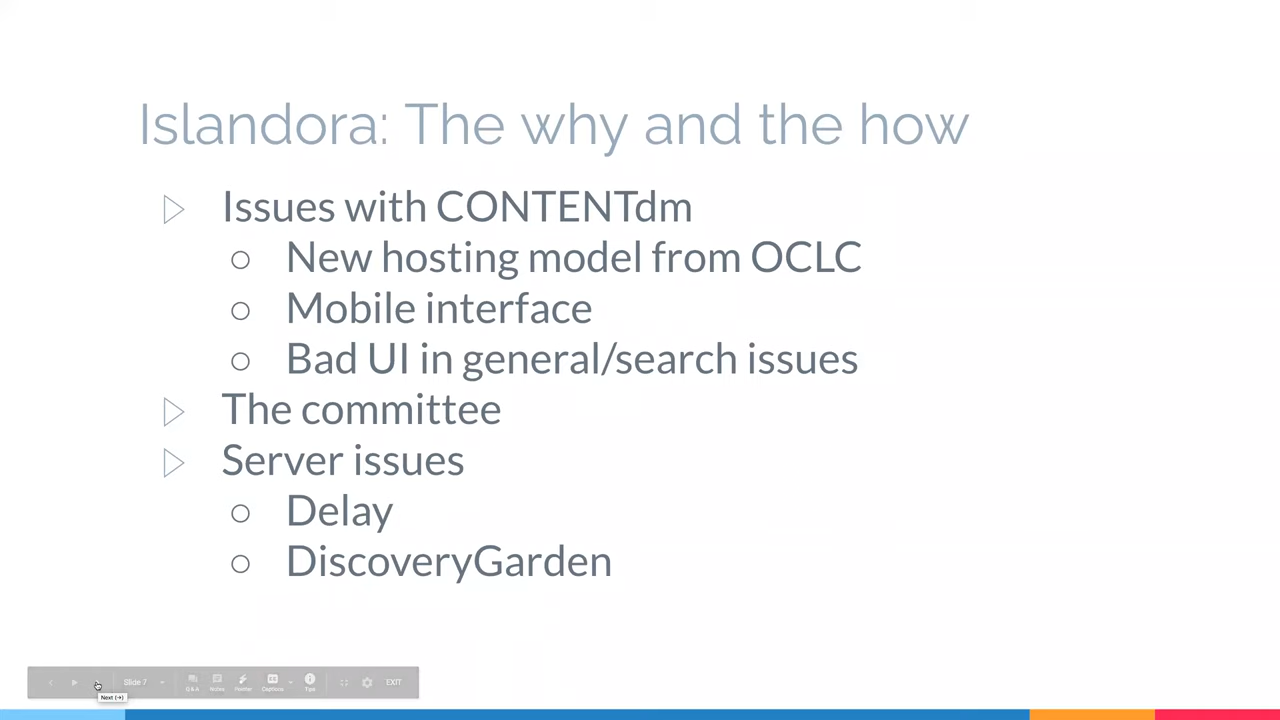 Islandora: The why and the how
Issues with CONTENTdm
New hosting model from OCLC
Mobile interface
Bad UI in general/search issues
The committee
Server issues
Delay
DiscoveryGarden
Slide 7
Q&A
Notes
Pointer
Captions
Tips
EXIT
Next (→)